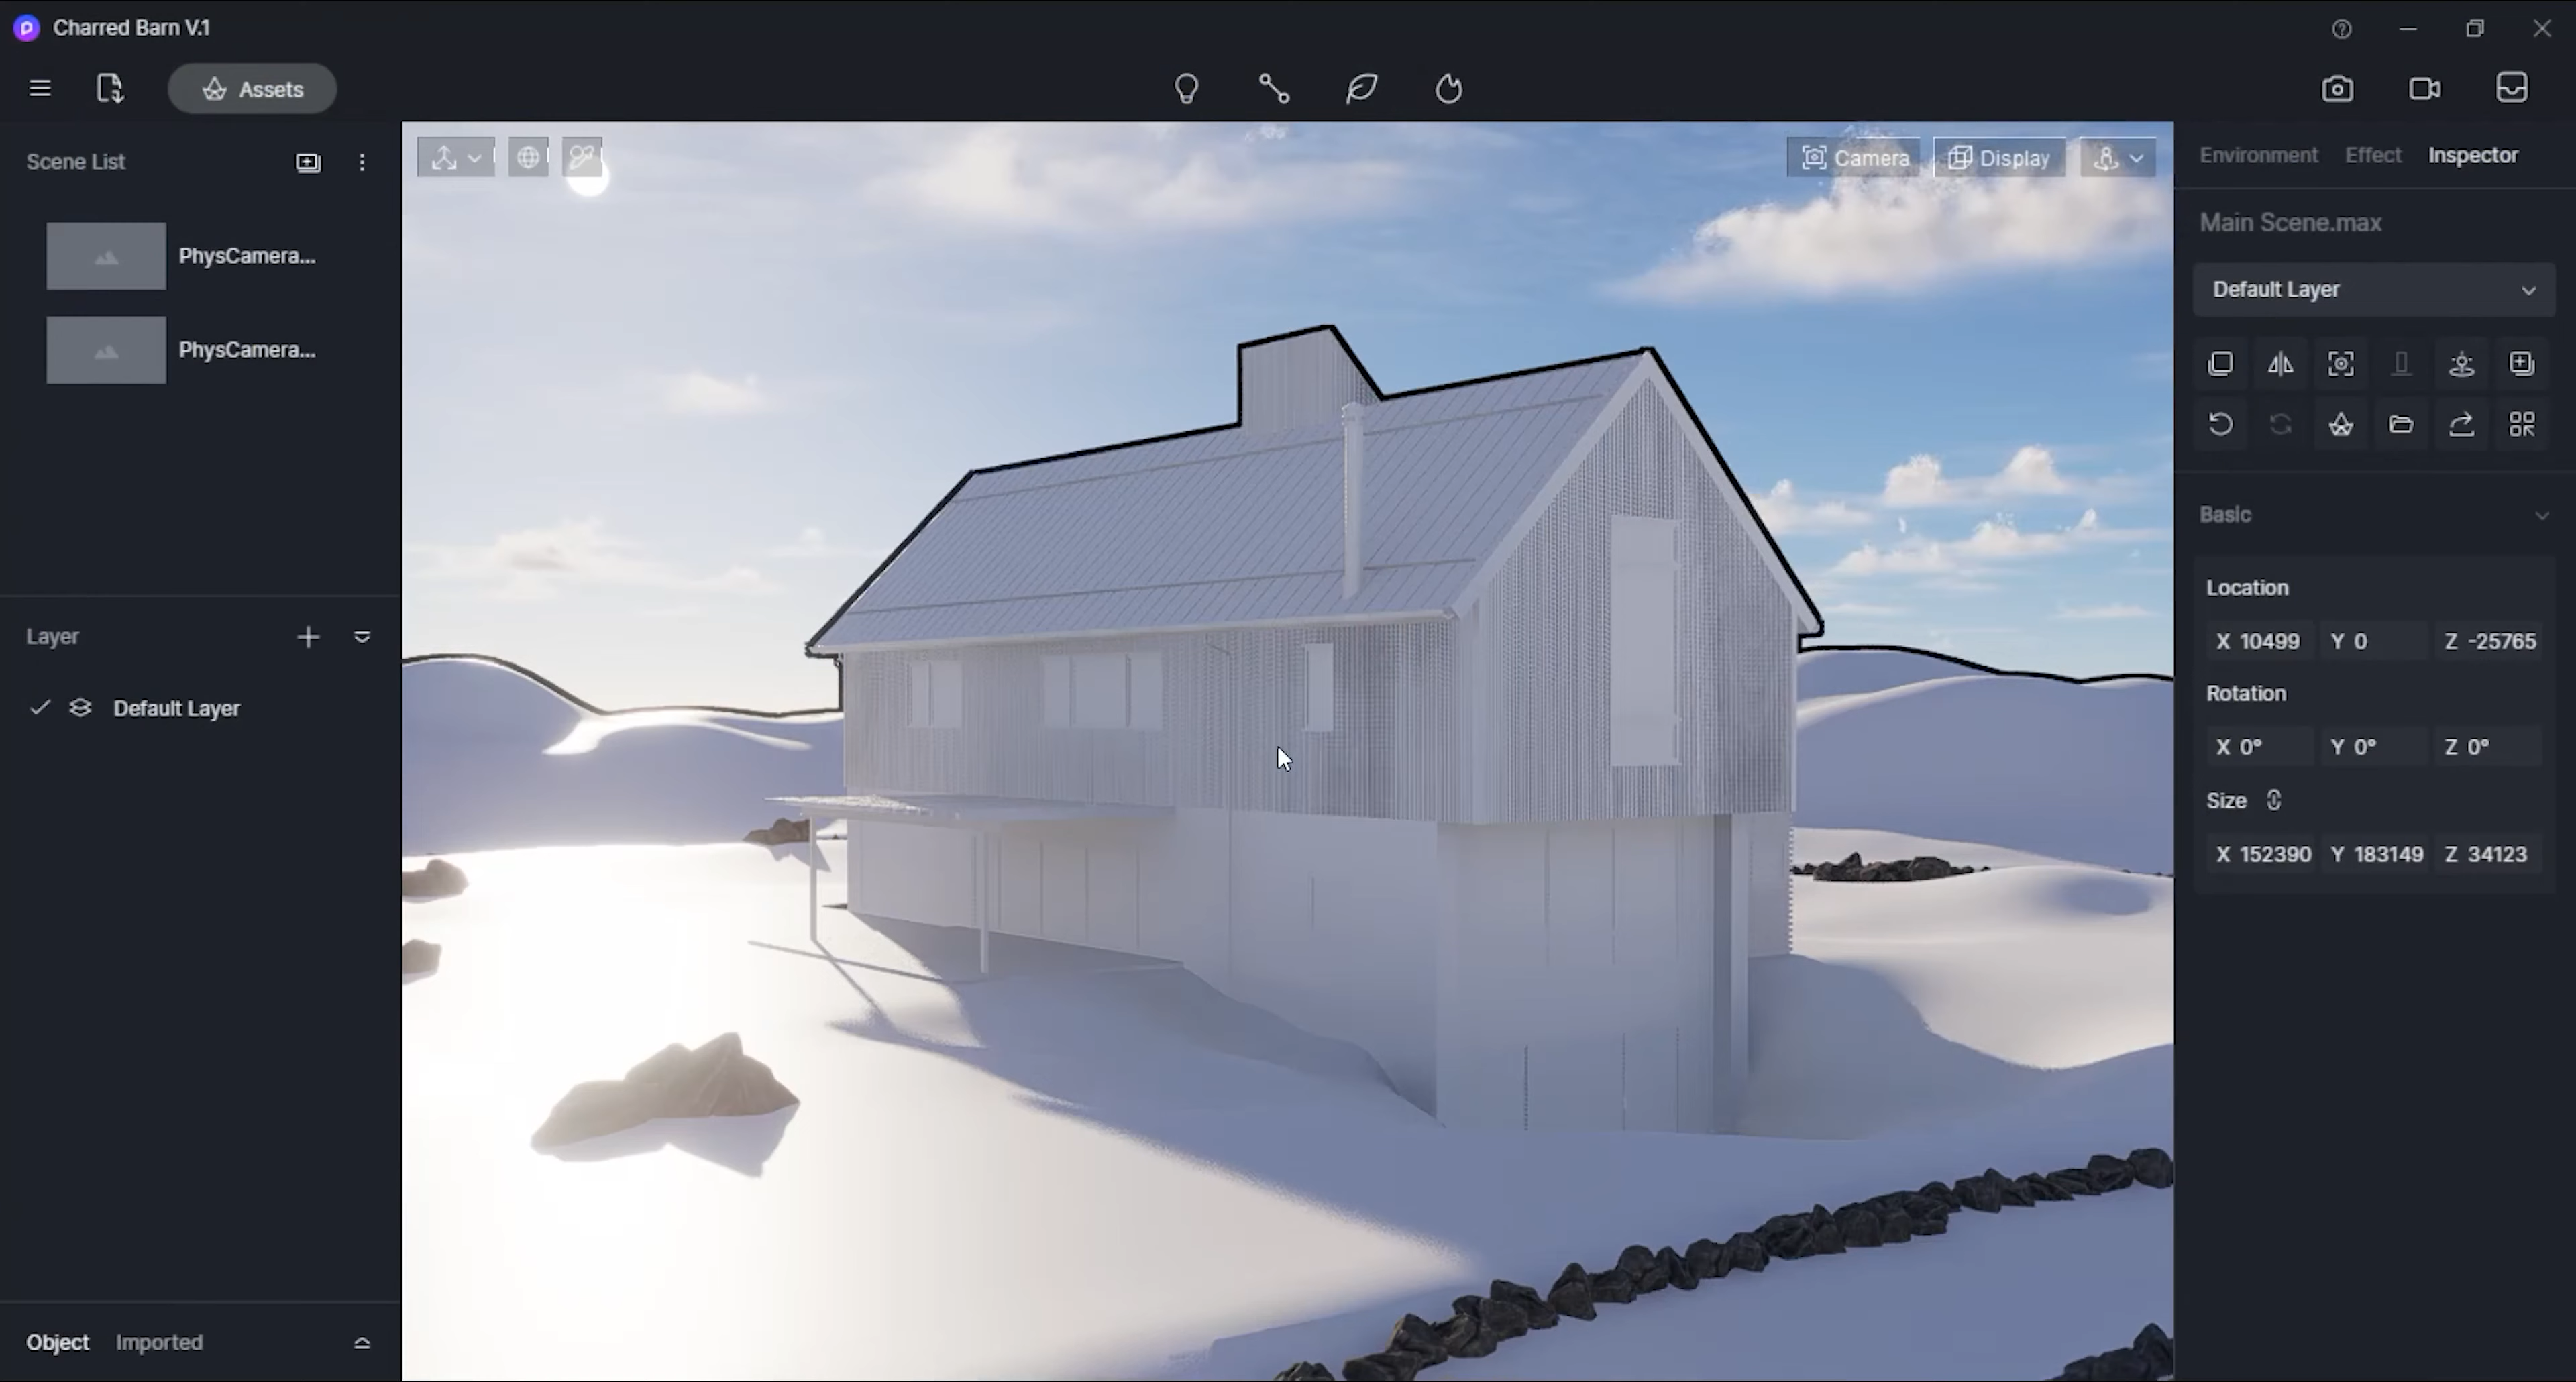 Charred Barn V.1
Assets
Scene List
PhysCamera...
PhysCamera...
Layer
Default Layer
Object Imported
Camera Display
Environment Effect Inspector
Main Scene.max
Default Layer
Basic
Location
X 10499 Y 0 Z -25765
Rotation
X 0° Y 0° Z 0°
Size
X 152390 Y 183149 Z 34123